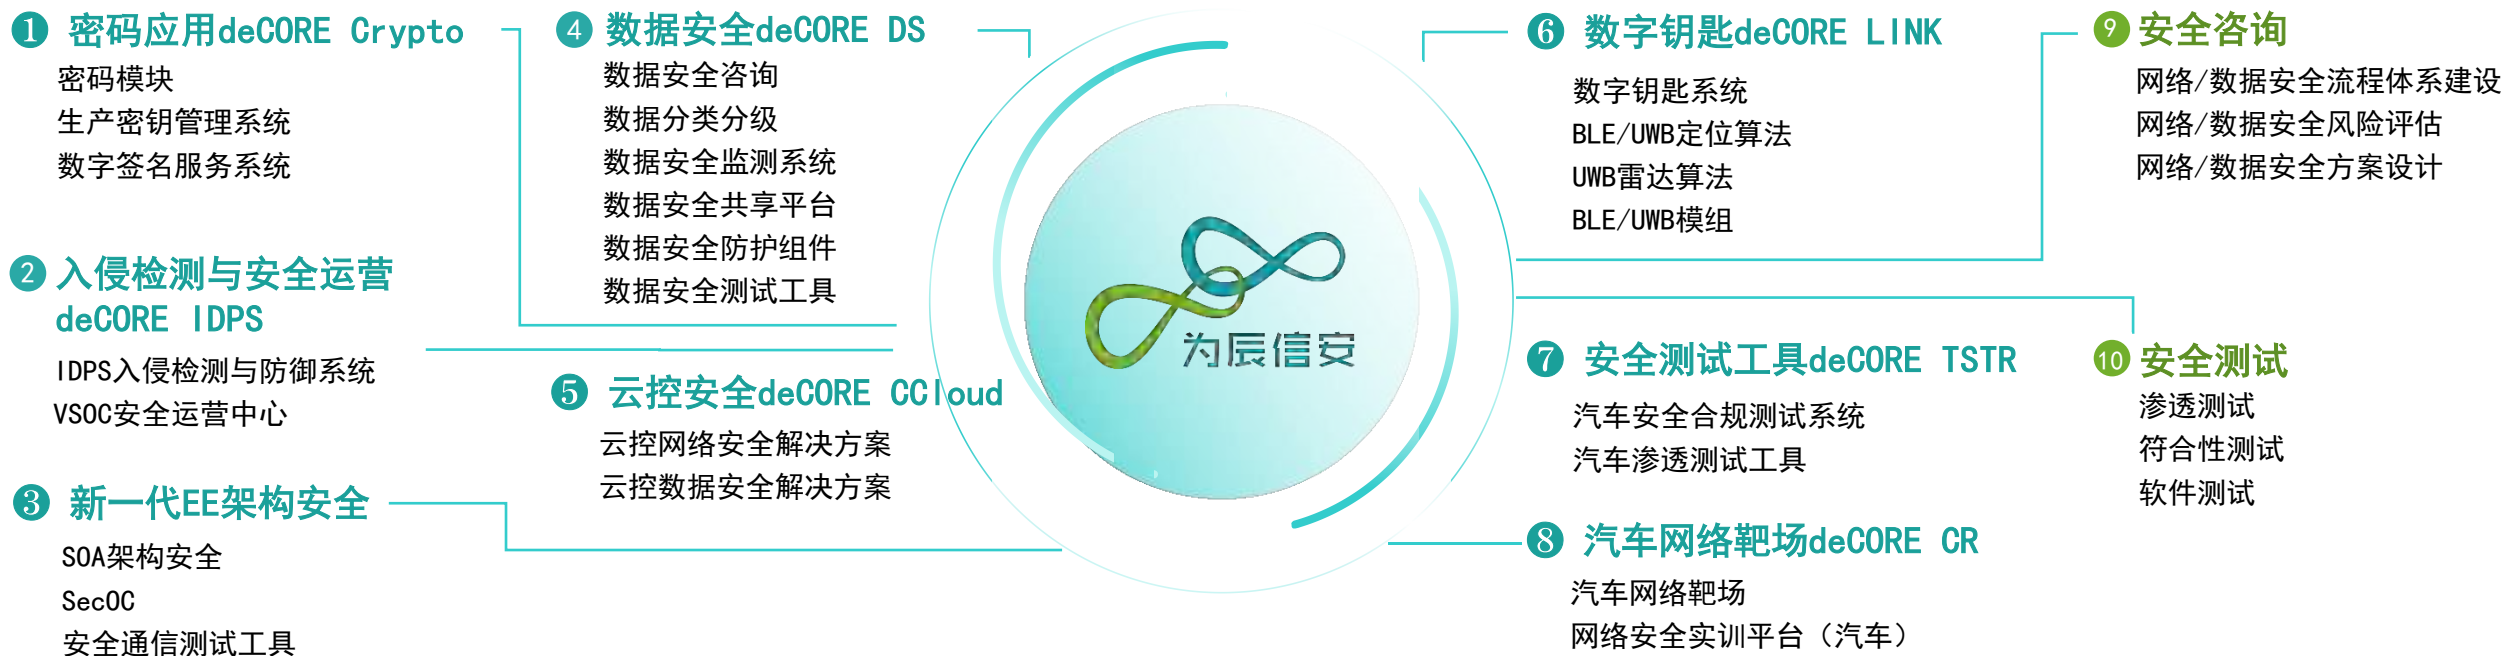 1 密码应用deCORE Crypto
密码模块
生产密钥管理系统
数字签名服务系统
2 入侵检测与安全运营
deCORE IDPS
IDPS入侵检测与防御系统
VSOC安全运营中心
3 新一代EE架构安全
SOA架构安全
SecOC
安全通信测试工具
4 数据安全deCORE DS
数据安全咨询
数据分类分级
数据安全监测系统
数据安全共享平台
数据安全防护组件
数据安全测试工具
5 云控安全deCORE CCloud
云控网络安全解决方案
云控数据安全解决方案
为辰信安
6 数字钥匙deCORE LINK
数字钥匙系统
BLE/UWB定位算法
UWB雷达算法
BLE/UWB模组
7 安全测试工具deCORE TSTR
汽车安全合规测试系统
汽车渗透测试工具
8 汽车网络靶场deCORE CR
汽车网络靶场
网络安全实训平台（汽车）
9 安全咨询
网络/数据安全流程体系建设
网络/数据安全风险评估
网络/数据安全方案设计
10 安全测试
渗透测试
符合性测试
软件测试